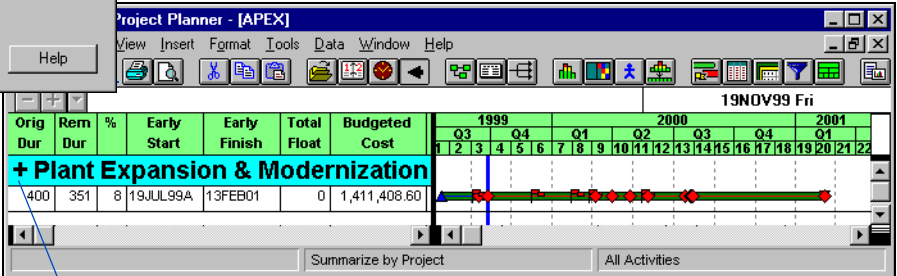 Project Planner - [APEX]
View Insert Format Tools Data Window Help
Help
19NOV99 Fri
Orig Rem % Early Early Total Budgeted 1999 2000 2001
Dur Dur Start Finish Float Cost Q3 Q4 Q1 Q2 Q3 Q4 Q1
1 2 3 4 5 6 7 8 9 10 11 12 13 14 15 16 17 18 19 20 21 22
+ Plant Expansion & Modernization
400 351 8 19JUL99A 13FEB01 0 1,411,408.60
Summarize by Project All Activities